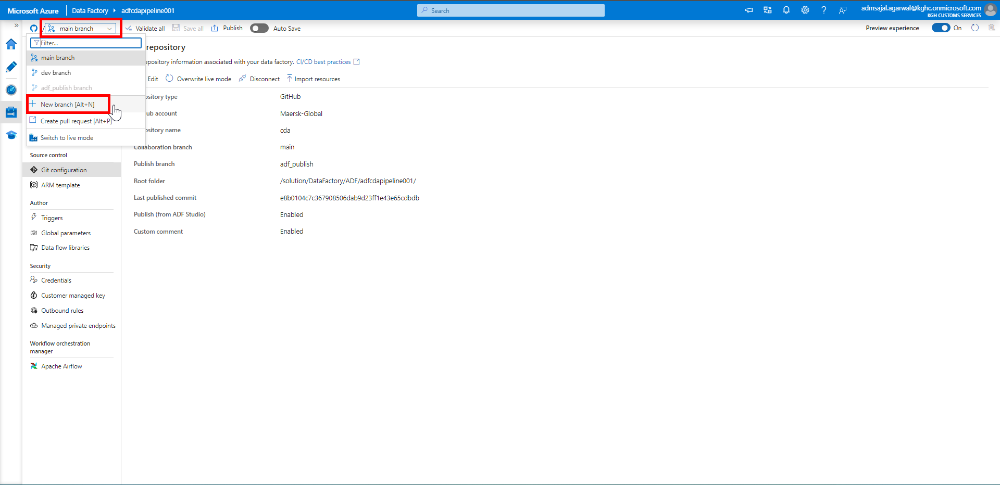 Microsoft Azure
Data Factory
adfcdapipeline001
Search
admsajal.agarwal@kghc.onmicrosoft.com
KGH CUSTOMS SERVICES
main branch
Validate all
Save all
Publish
Auto Save
Preview experience
On
Filter...
main branch
dev branch
adf_publish branch
New branch [Alt+N]
Create pull request [Alt+P]
Switch to live mode
repository
epository information associated with your data factory. CI/CD best practices
Edit
Overwrite live mode
Disconnect
Import resources
ository type
GitHub
ub account
Maersk-Global
ository name
cda
Collaboration branch
main
Publish branch
adf_publish
Root folder
/solution/DataFactory/ADF/adfcdapipeline001/
Last published commit
e8b0104c7c367908506dab9d23ff1e43e65cdbdb
Publish (from ADF Studio)
Enabled
Custom comment
Enabled
Source control
Git configuration
ARM template
Author
Triggers
Global parameters
Data flow libraries
Security
Credentials
Customer managed key
Outbound rules
Managed private endpoints
Workflow orchestration
manager
Apache Airflow